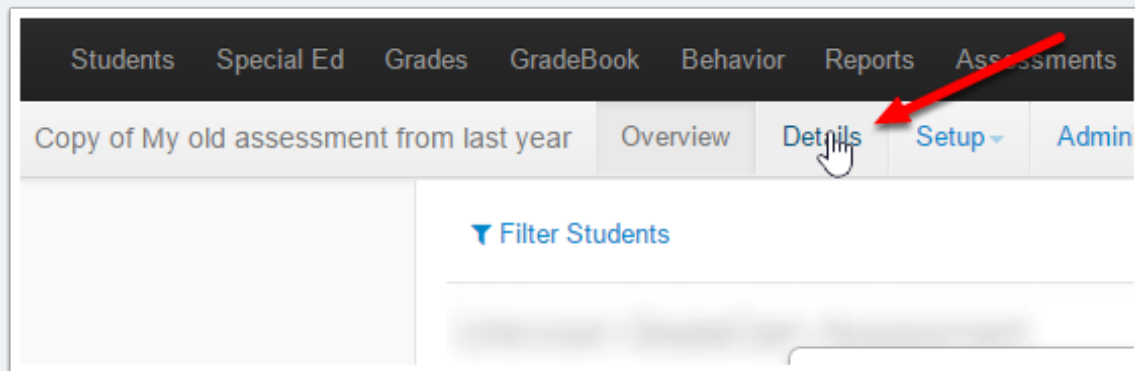 Students Special Ed Grades GradeBook Behavior Reports Assessments
Copy of My old assessment from last year Overview Details Setup Admin
Filter Students